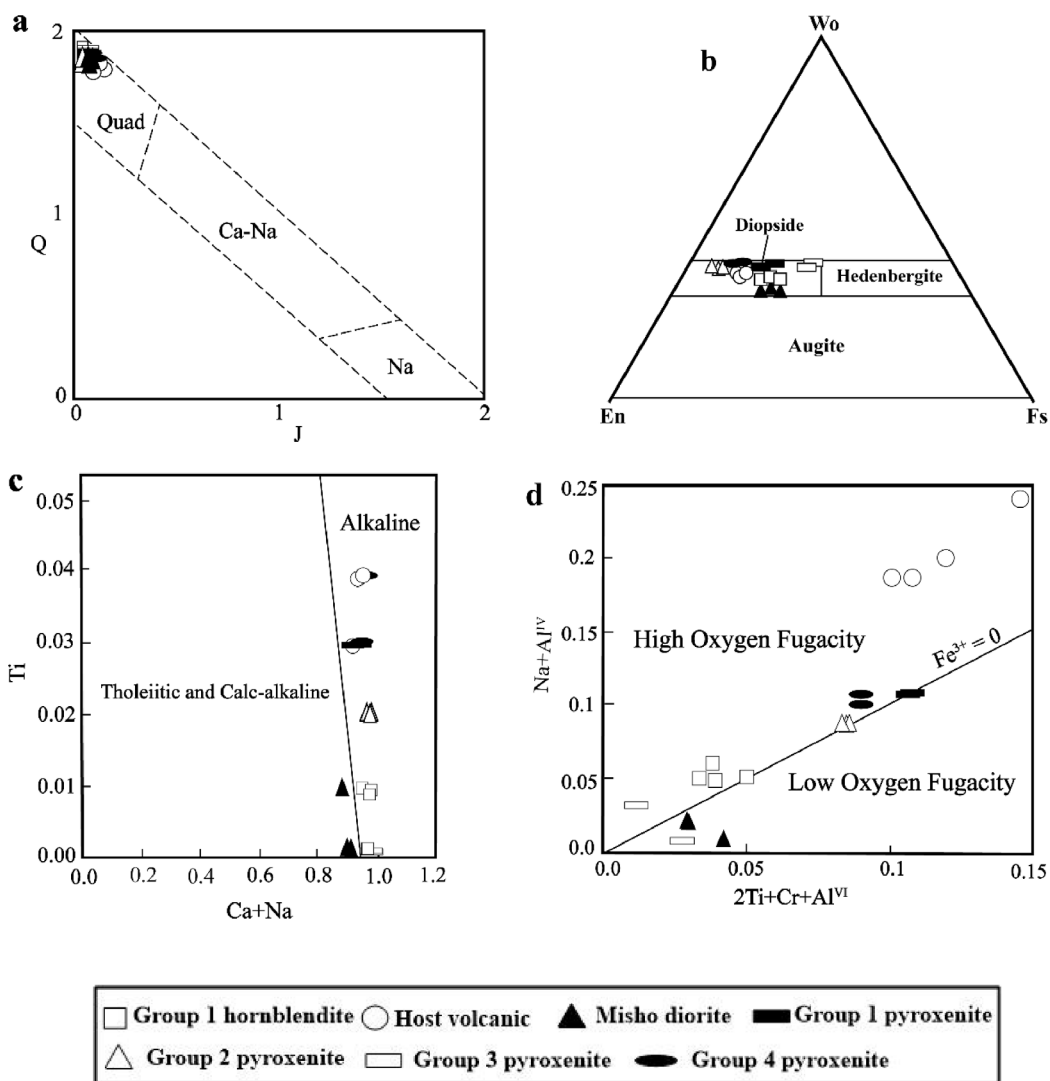 a
2
Quad
1
Ca-Na
Q
Na
0
0
1
2
J
b
Wo
Diopside
Hedenbergite
Augite
En
Fs
c
0.05
Alkaline
0.04
0.03
Ti
Tholeiitic and Calc-alkaline
0.02
0.01
0.00
0.0
0.2
0.4
0.6
0.8
1.0
1.2
Ca+Na
d
0.25
0.20
Na+Al^IV
High Oxygen Fugacity
Fe³⁺ = 0
0.15
0.10
Low Oxygen Fugacity
0.05
0.0
0
0.05
0.10
0.15
2Ti+Cr+Al^VI
Group 1 hornblendite Host volcanic Misho diorite Group 1 pyroxenite
Group 2 pyroxenite Group 3 pyroxenite Group 4 pyroxenite